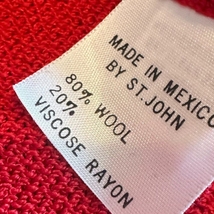 MADE IN MEXICO
BY ST. JOHN
80% WOOL
20%
VISCOSE RAYON